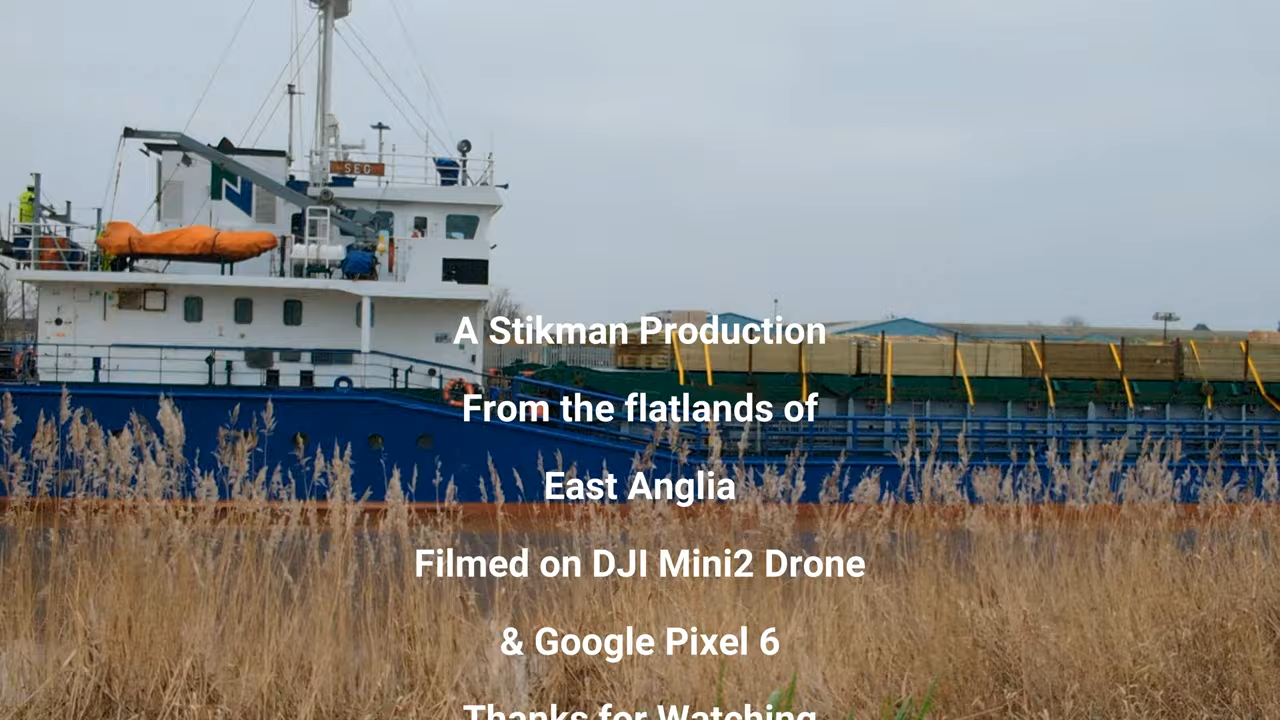 SEG
A Stikman Production
From the flatlands of
East Anglia
Filmed on DJI Mini2 Drone
& Google Pixel 6
Thanks for Watching